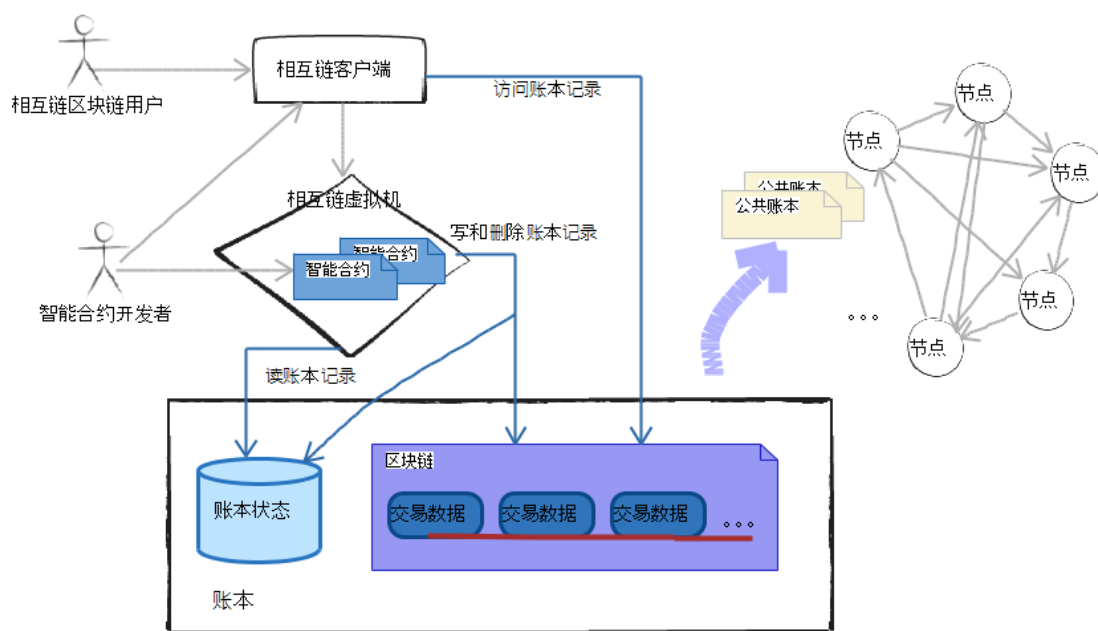 相互链客户端
访问账本记录
相互链区块链用户
节点
节点
节点
公共账本
公共账本
相互链虚拟机
写和删除账本记录
智能合约
智能合约
智能合约开发者
节点
节点
。。。
读账本记录
区块链
账本状态
交易数据
交易数据
交易数据
。。。
账本